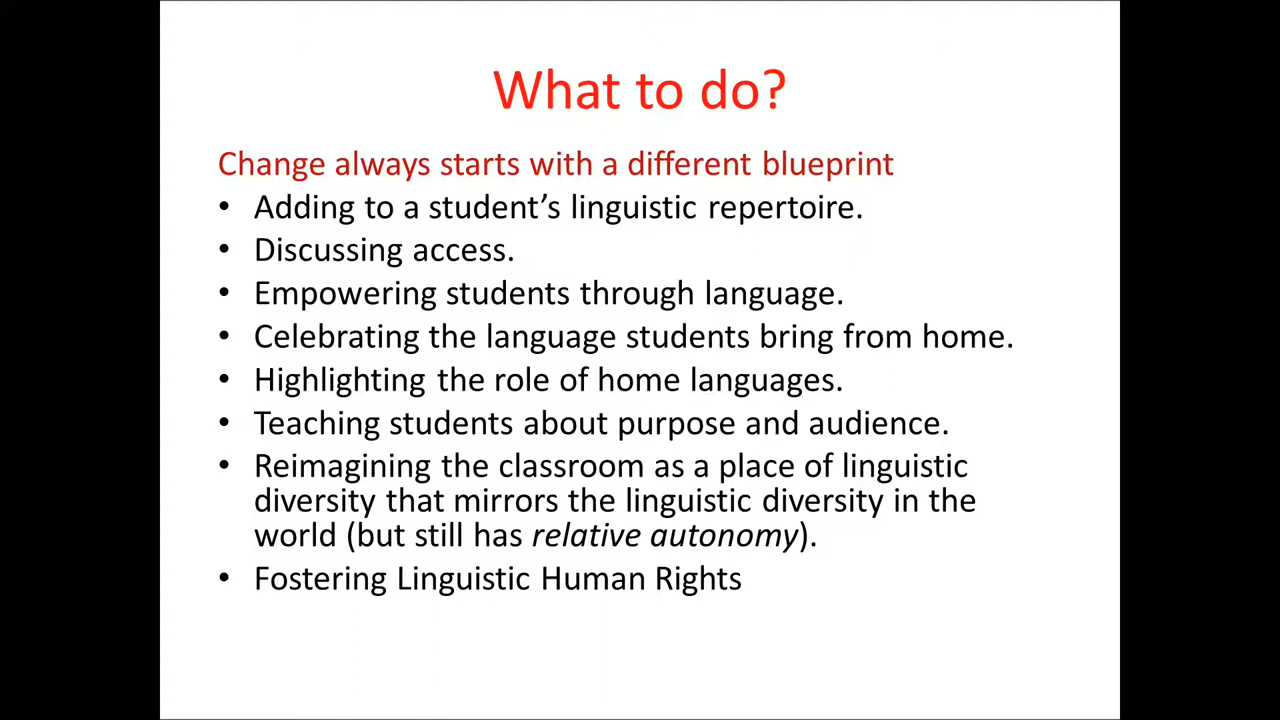 What to do?
Change always starts with a different blueprint
• Adding to a student’s linguistic repertoire.
• Discussing access.
• Empowering students through language.
• Celebrating the language students bring from home.
• Highlighting the role of home languages.
• Teaching students about purpose and audience.
• Reimagining the classroom as a place of linguistic
diversity that mirrors the linguistic diversity in the
world (but still has relative autonomy).
• Fostering Linguistic Human Rights